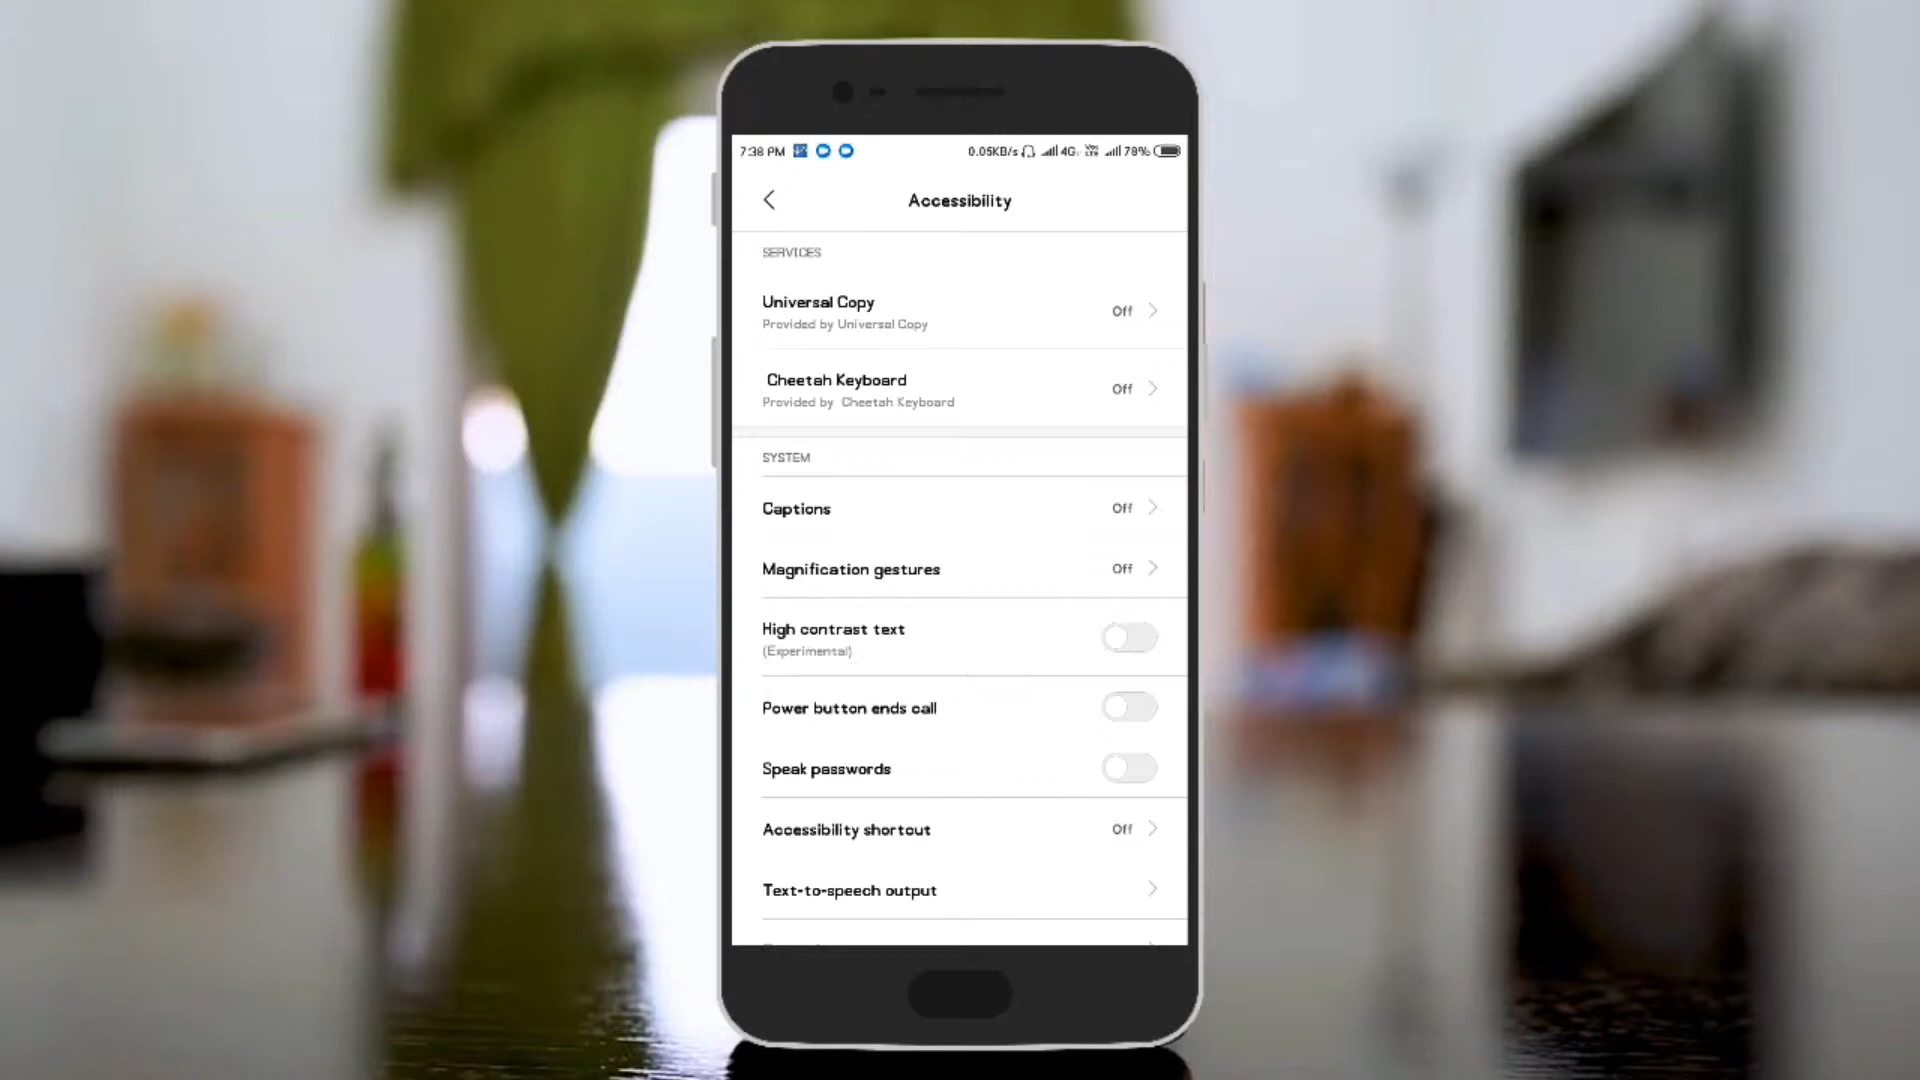 7:38 PM 0.05KB/s 4G 78%
Accessibility
SERVICES
Universal Copy
Off
Provided by Universal Copy
Cheetah Keyboard
Off
Provided by Cheetah Keyboard
SYSTEM
Captions Off
Magnification gestures Off
High contrast text
(Experimental)
Power button ends call
Speak passwords
Accessibility shortcut Off
Text-to-speech output